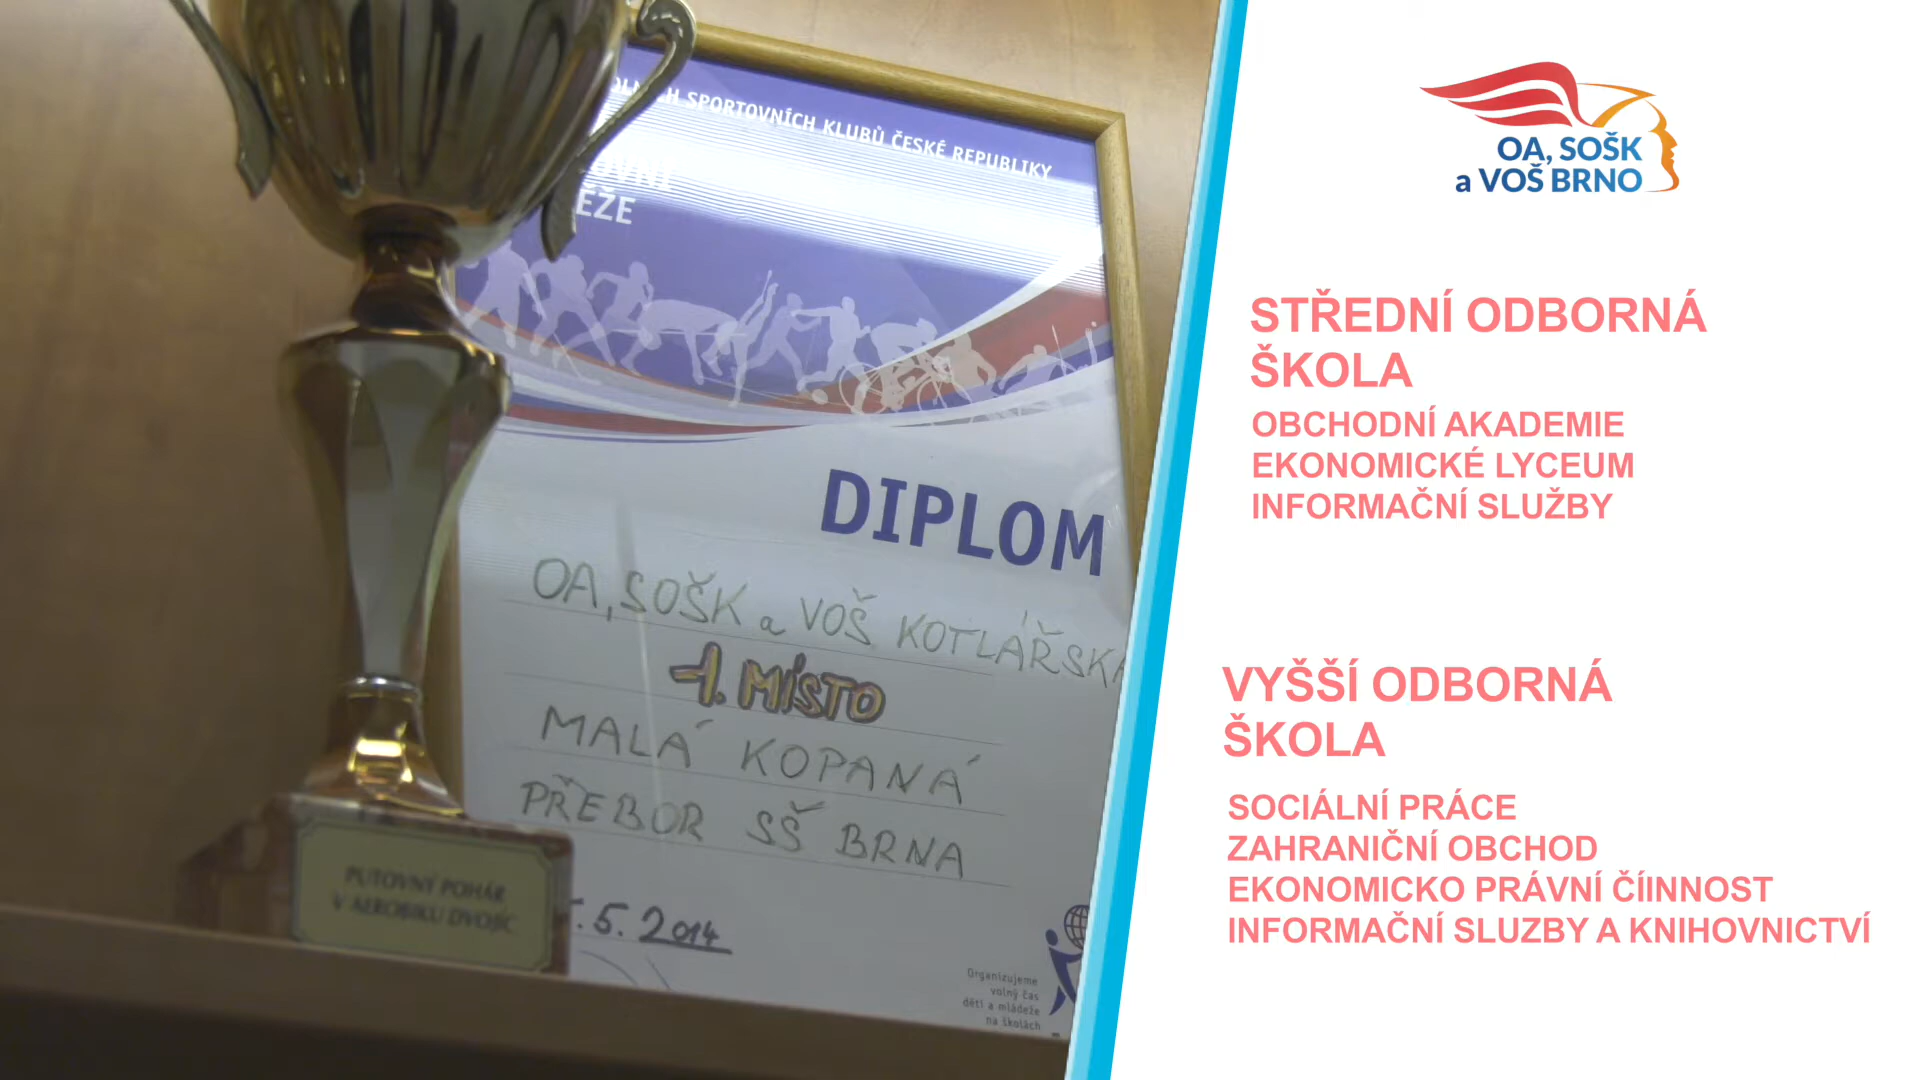 SPORTOVNÍCH KLUBŮ ČESKÉ REPUBLIKY
DIPLOM
OA, SOŠK a VOŠ KOTLÁŘSKÁ
1. MÍSTO
MALÁ KOPANÁ
PŘEBOR SŠ BRNA
5. 2014
Organizujeme
volný čas
dětí a mládeže
na školách
PUTOVNÍ POHÁR
V AEROBIKU DVOJIC
OA, SOŠK
a VOŠ BRNO
STŘEDNÍ ODBORNÁ
ŠKOLA
OBCHODNÍ AKADEMIE
EKONOMICKÉ LYCEUM
INFORMAČNÍ SLUŽBY
VYŠŠÍ ODBORNÁ
ŠKOLA
SOCIÁLNÍ PRÁCE
ZAHRANIČNÍ OBCHOD
EKONOMICKO PRÁVNÍ ČÍINNOST
INFORMAČNÍ SLUZBY A KNIHOVNICTVÍ